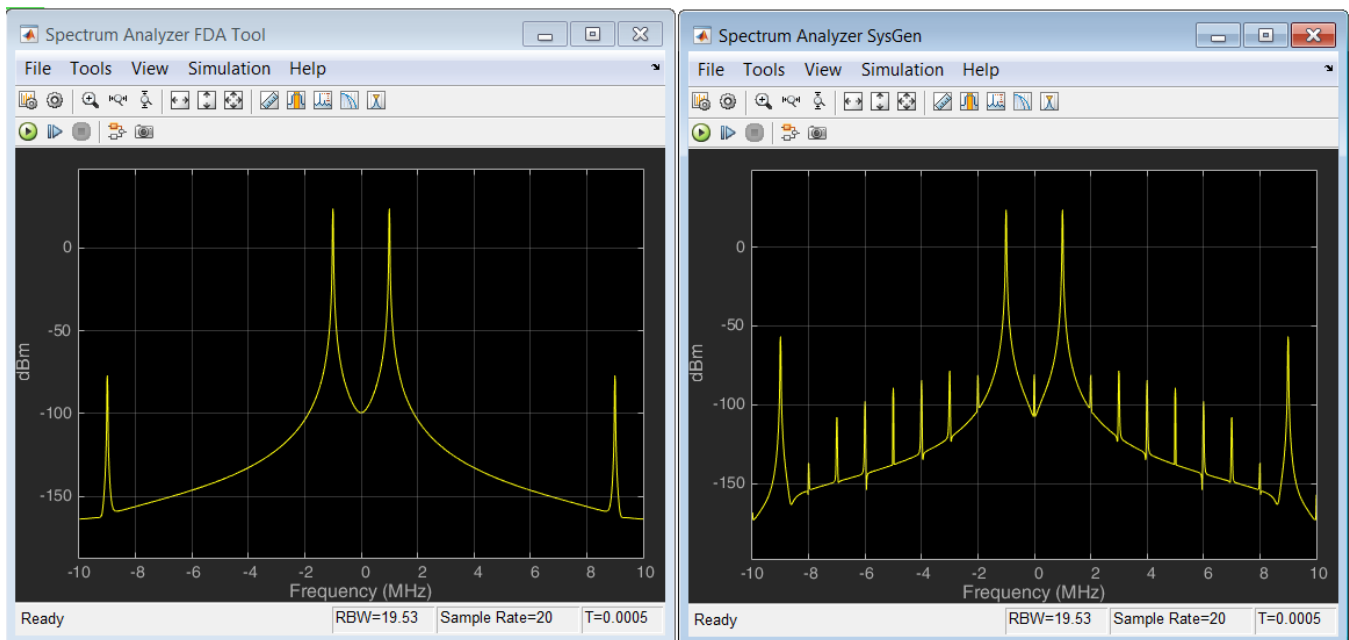 Spectrum Analyzer FDA Tool
File Tools View Simulation Help
0
-50
-100
-150
dBm
-10 -8 -6 -4 -2 0 2 4 6 8 10
Frequency (MHz)
Ready RBW=19.53 Sample Rate=20 T=0.0005
Spectrum Analyzer SysGen
File Tools View Simulation Help
0
-50
-100
-150
dBm
-10 -8 -6 -4 -2 0 2 4 6 8 10
Frequency (MHz)
Ready RBW=19.53 Sample Rate=20 T=0.0005